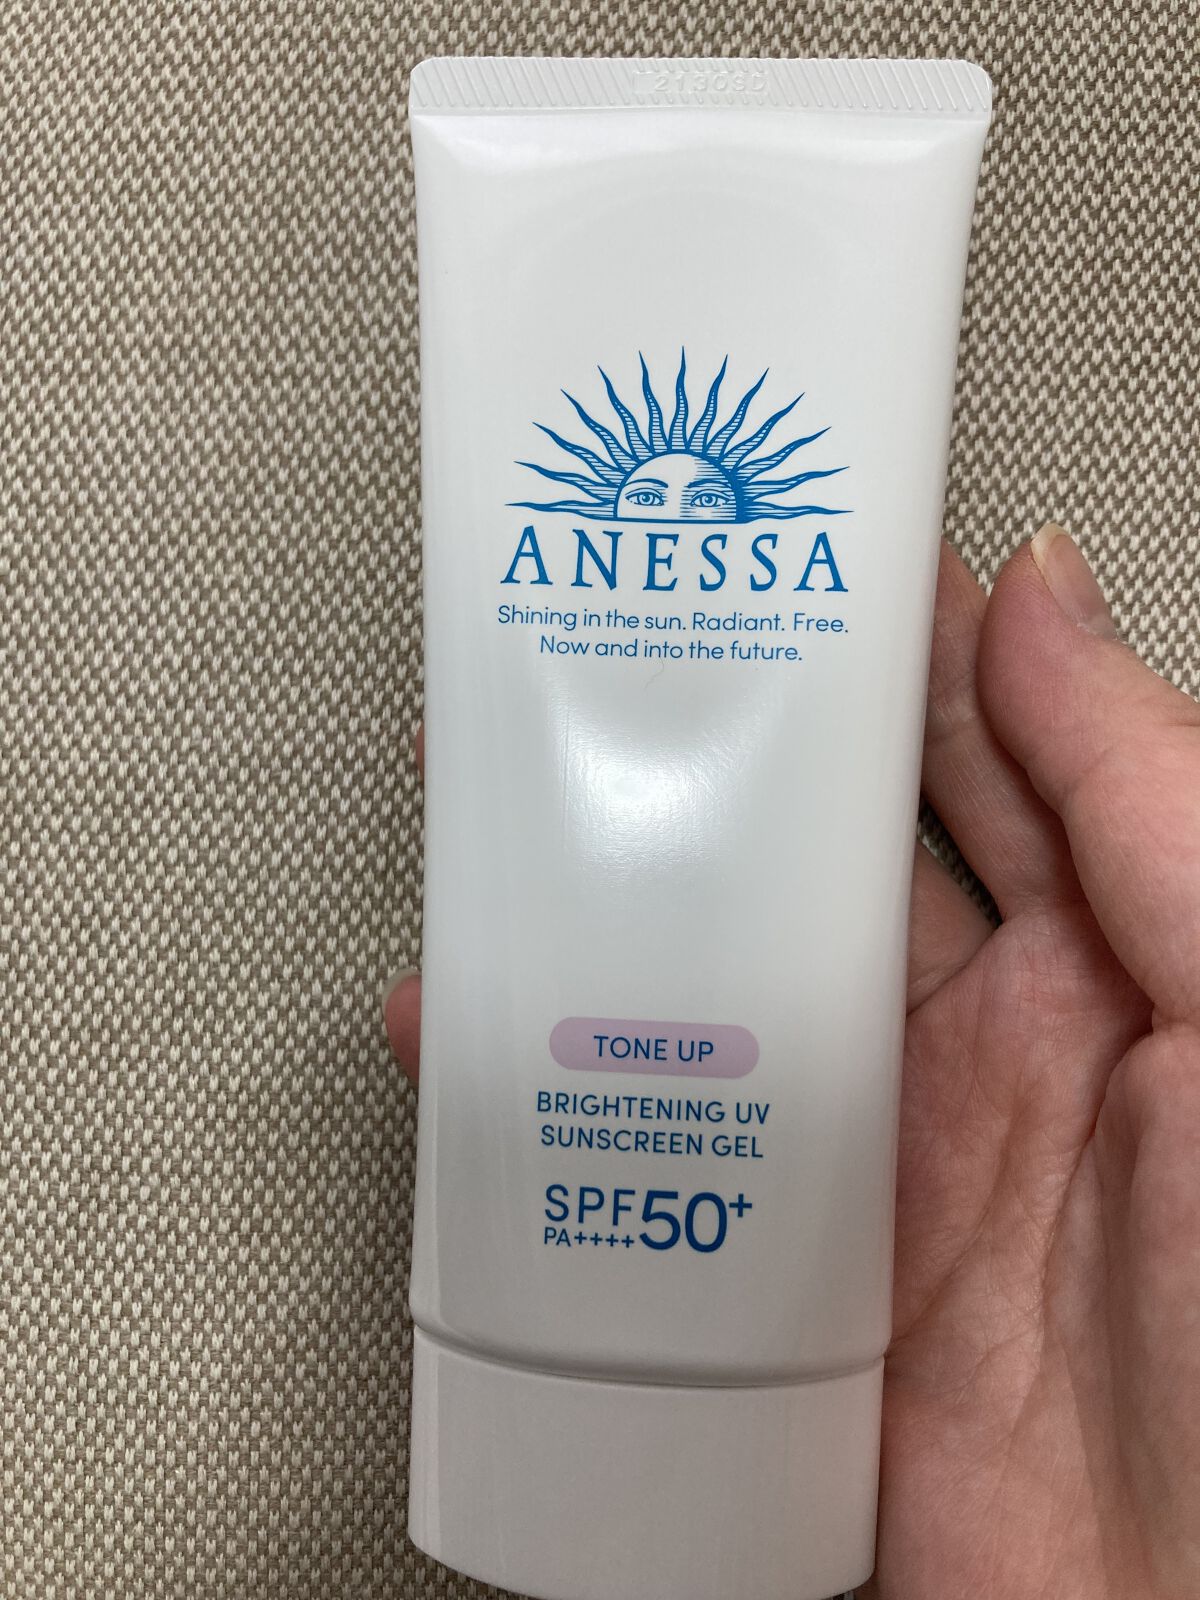 21309D
ANESSA
Shining in the sun. Radiant. Free.
Now and into the future.
TONE UP
BRIGHTENING UV
SUNSCREEN GEL
SPF50+
PA++++